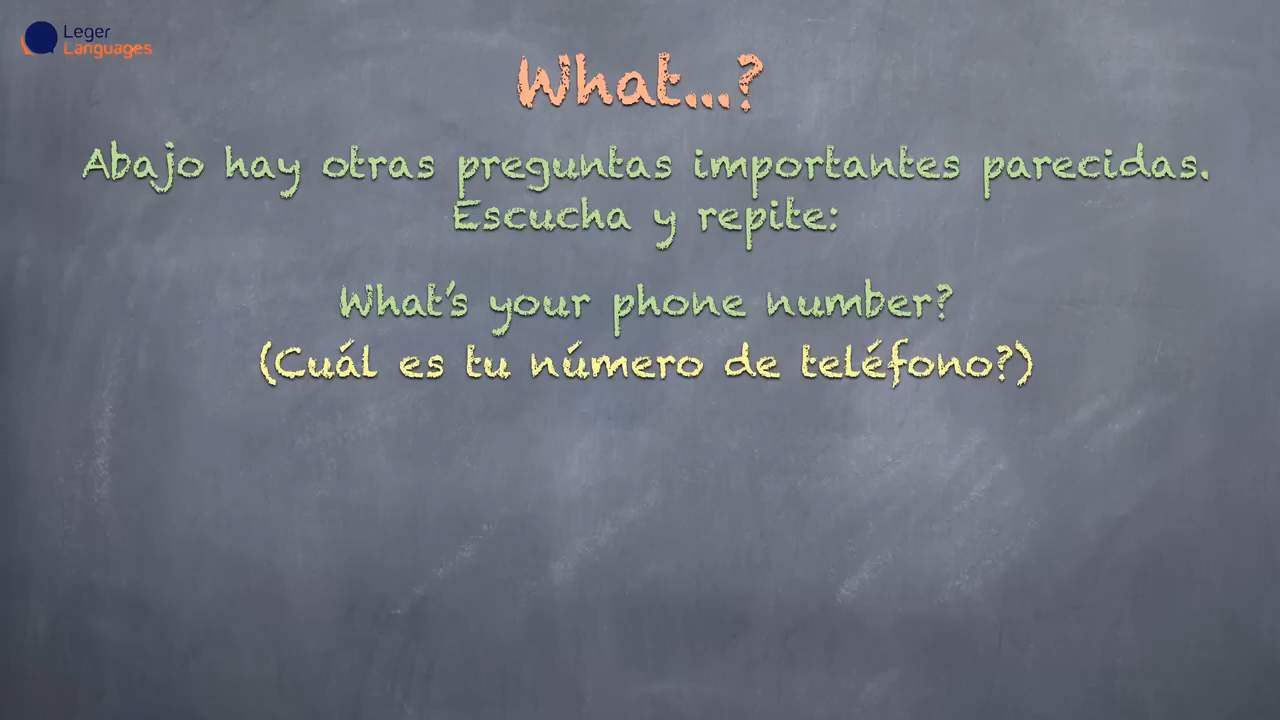 Leger
Languages
What...?
Abajo hay otras preguntas importantes parecidas.
Escucha y repite:
What's your phone number?
(Cuál es tu número de teléfono?)